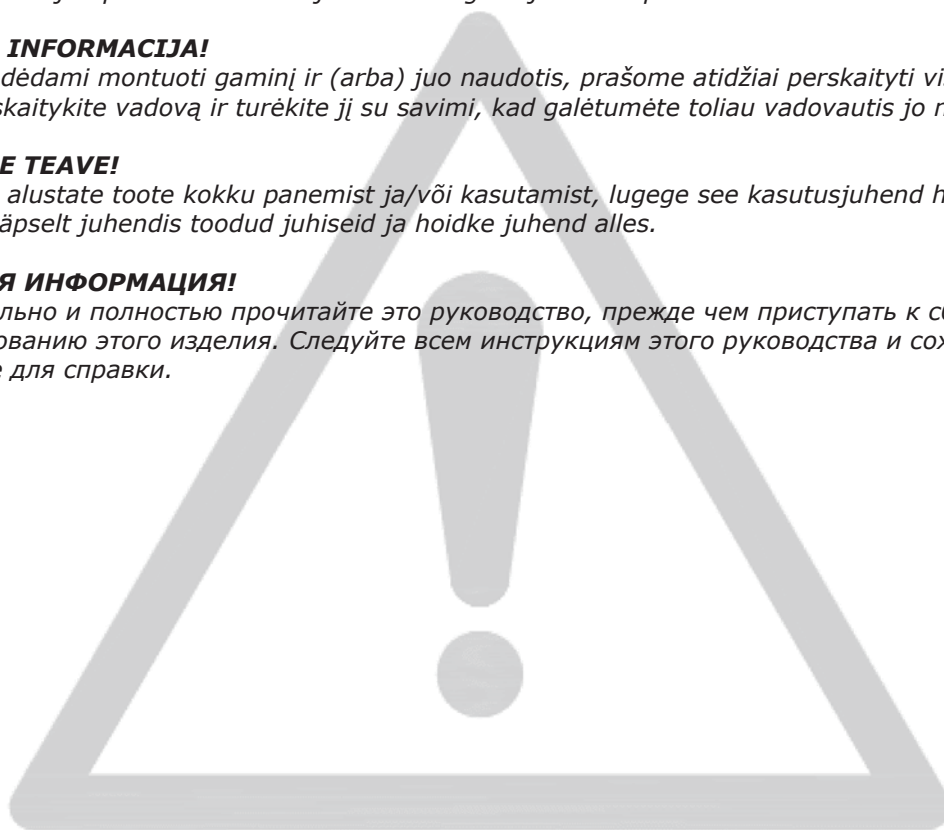 INFORMACIJA!
dėdami montuoti gaminį ir (arba) juo naudotis, prašome atidžiai perskaityti
skaitykite vadovą ir turėkite jį su savimi, kad galėtumėte toliau vadovautis jo
E TEAVE!
alustate toote kokku panemist ja/või kasutamist, lugege see kasutusjuhend
äpselt juhendis toodud juhiseid ja hoidke juhend alles.
Я ИНФОРМАЦИЯ!
льно и полностью прочитайте это руководство, прежде чем приступать к
ованию этого изделия. Следуйте всем инструкциям этого руководства и
для справки.